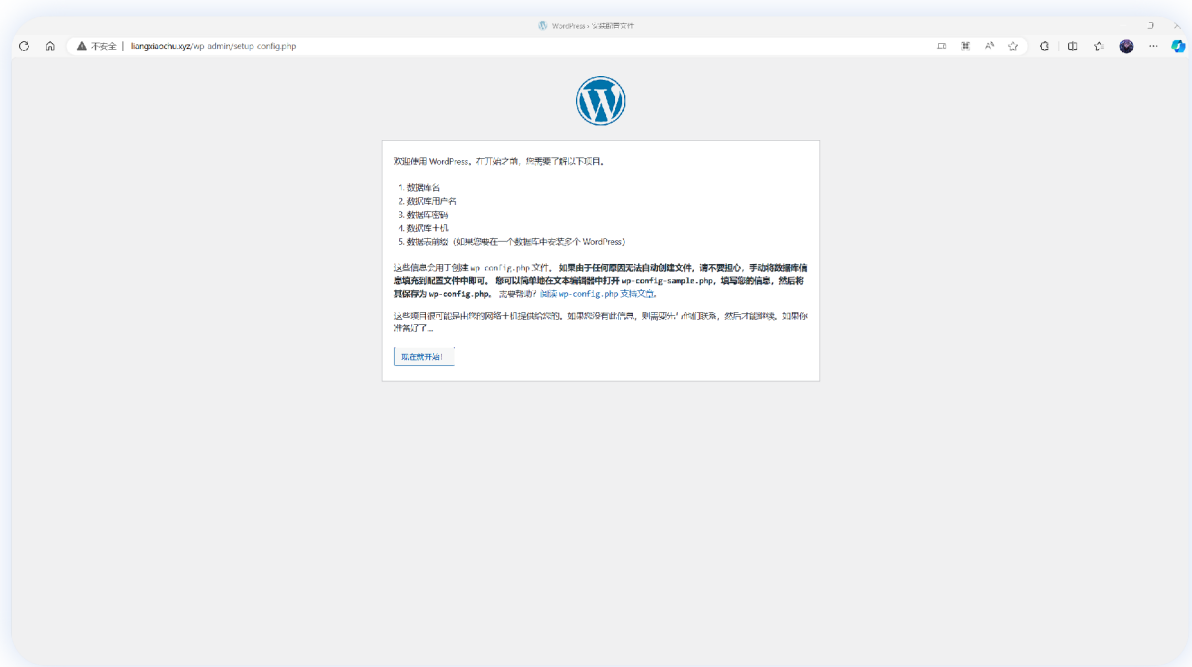 WordPress › 安装配置文件
不安全 | liangxiaochu.xyz/wp-admin/setup-config.php
欢迎使用 WordPress。在开始之前，您需要了解以下项目。
1. 数据库名
2. 数据库用户名
3. 数据库密码
4. 数据库主机
5. 数据表前缀（如果您要在一个数据库中安装多个 WordPress）
这些信息会用于创建 wp-config.php 文件。 如果由于任何原因无法自动创建文件，请不要担心，手动将数据库信
息填充到配置文件中即可。 您可以简单地在文本编辑器中打开 wp-config-sample.php，填写您的信息，然后将
其保存为 wp-config.php。 需要帮助？阅读 wp-config.php 支持文章。
这些项目很可能是由您的网络主机提供给您的。如果您没有此信息，则需要先与他们联系，然后才能继续。如果你
准备好了…
现在就开始！